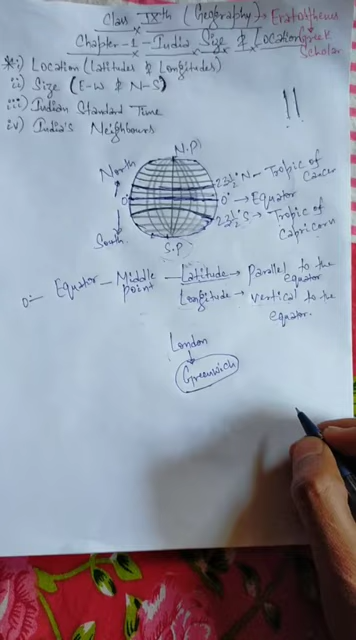 Class IXth (Geography) → Eratostheneus
Greek
Scholar
Chapter-1 - India Size & Location
*i) Location (Latitudes & Longitudes)
ii) Size (E-W & N-S)
iii) Indian Standard Time
iv) India's Neighbours
!!
N.P
North
23½° N - Tropic of
Cancer
0° 0° → Equator
23½° S → Tropic of
Capricorn
South
S.P
0° - Equator - Middle point - Latitude → Parallel to the
equator
Longitude → Vertical to the
equator.
London
Greenwich